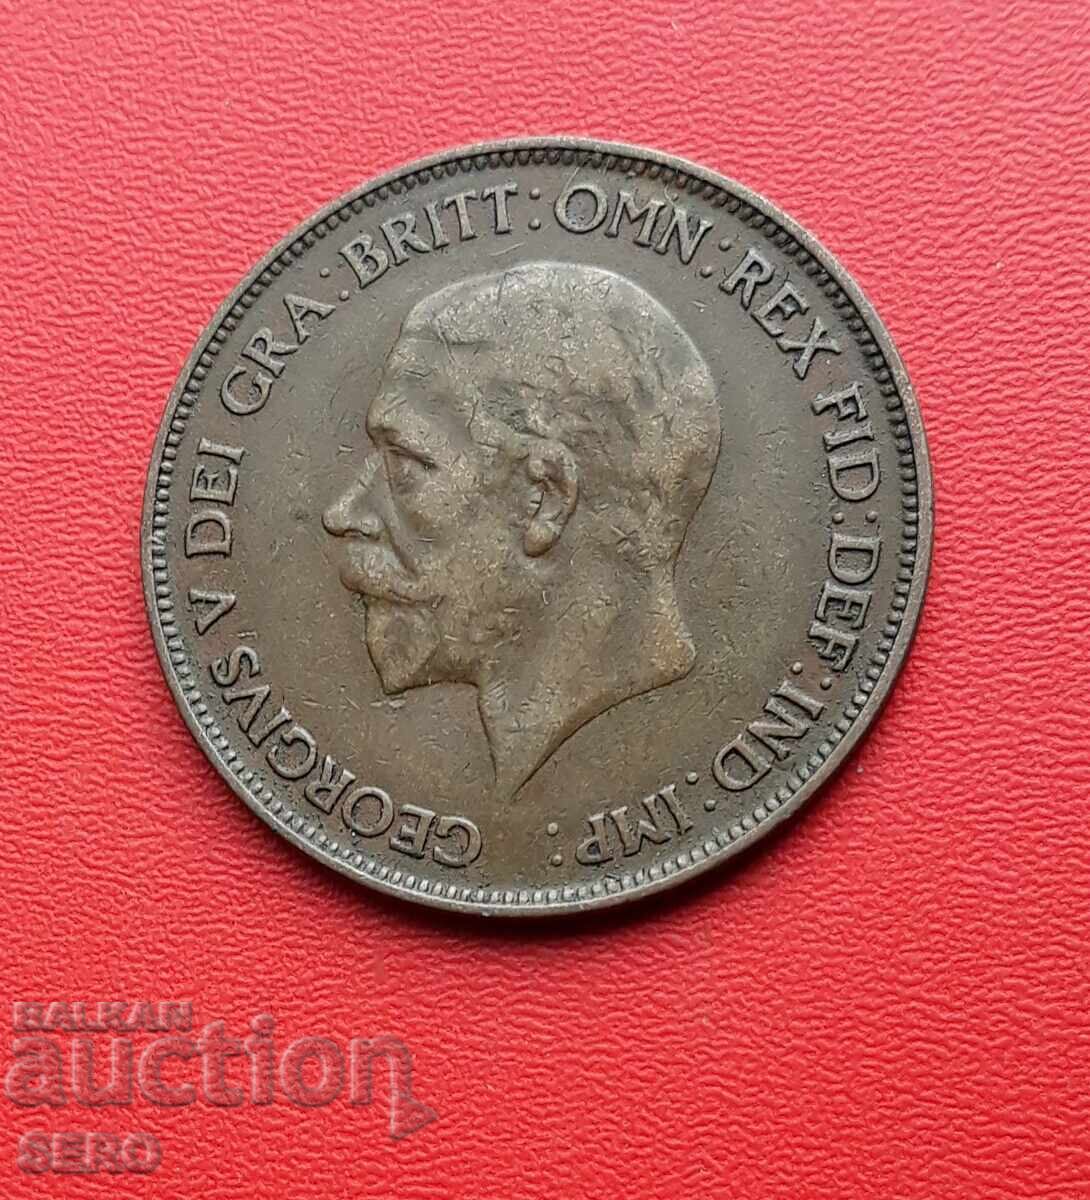 GEORGIVS V DEI GRA: BRITT: OMN: REX FID: DEF: IND: IMP:
BALKAN
auction
SERO